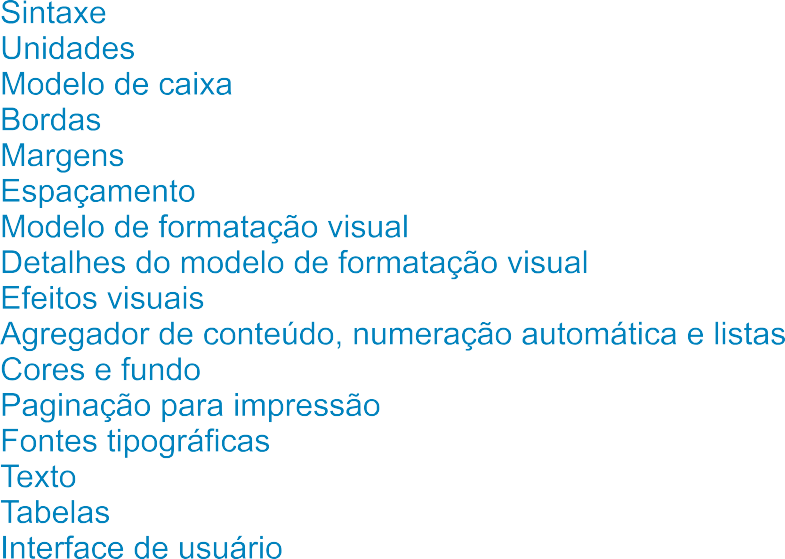 Sintaxe
Unidades
Modelo de caixa
Bordas
Margens
Espaçamento
Modelo de formatação visual
Detalhes do modelo de formatação visual
Efeitos visuais
Agregador de conteúdo, numeração automática e listas
Cores e fundo
Paginação para impressão
Fontes tipográficas
Texto
Tabelas
Interface de usuário